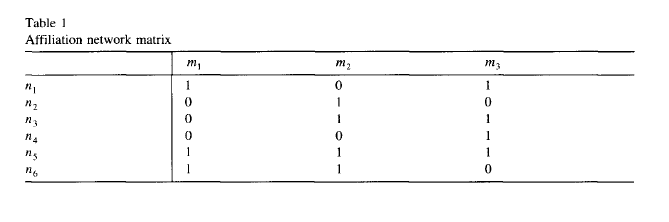 Table 1
Affiliation network matrix
m₁ m₂ m₃
n₁ 1 0 1
n₂ 0 1 0
n₃ 0 1 1
n₄ 0 0 1
n₅ 1 1 1
n₆ 1 1 0